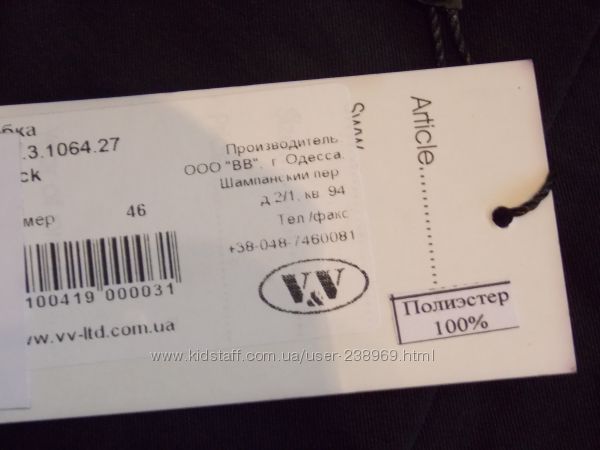 бка
.3.1064.27
ck
мер 46
100419 000031
www.vv-ltd.com.ua
Производитель
ООО "ВВ", г Одесса,
Шампанский пер
д 2/1, кв 94
Тел /факс
+38-048-7460081
V&V
Article
Полиэстер
100%
www.kidstaff.com.ua/user-238969.html